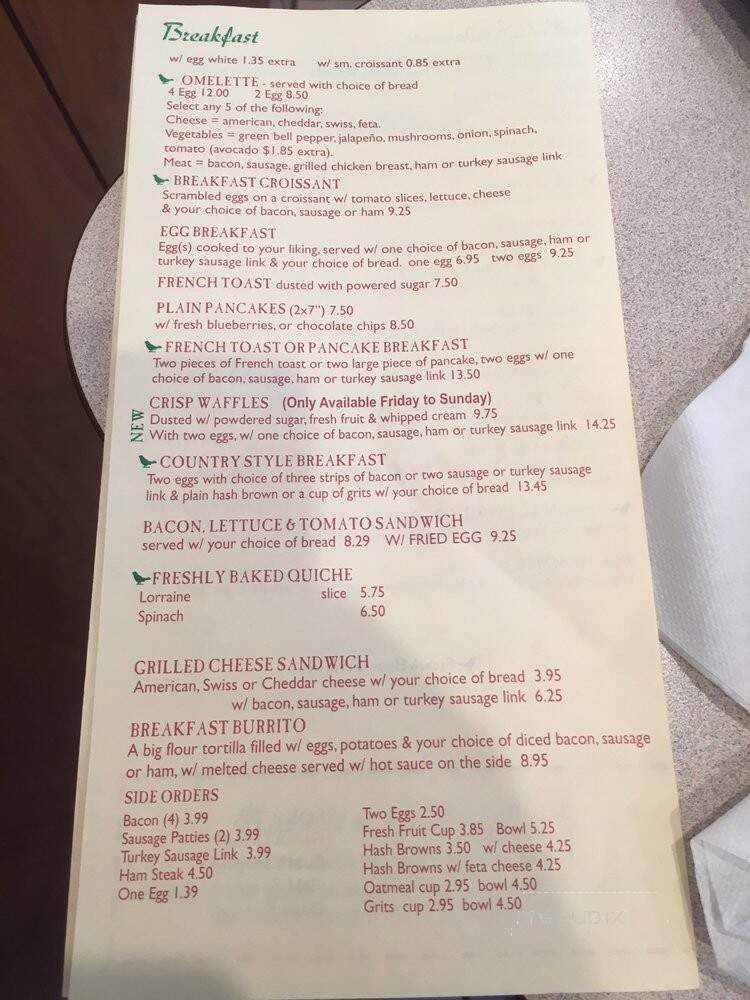 Breakfast
w/ egg white 1.35 extra w/ sm. croissant 0.85 extra
OMELETTE - served with choice of bread
4 Egg 12.00 2 Egg 8.50
Select any 5 of the following:
Cheese = american, cheddar, swiss, feta.
Vegetables = green bell pepper, jalapeño, mushrooms, onion, spinach,
tomato (avocado $1.85 extra).
Meat = bacon, sausage, grilled chicken breast, ham or turkey sausage link
BREAKFAST CROISSANT
Scrambled eggs on a croissant w/ tomato slices, lettuce, cheese
& your choice of bacon, sausage or ham 9.25
EGG BREAKFAST
Egg(s) cooked to your liking, served w/ one choice of bacon, sausage, ham or
turkey sausage link & your choice of bread. one egg 6.95 two eggs 9.25
FRENCH TOAST dusted with powered sugar 7.50
PLAIN PANCAKES (2x7") 7.50
w/ fresh blueberries, or chocolate chips 8.50
FRENCH TOAST OR PANCAKE BREAKFAST
Two pieces of French toast or two large piece of pancake, two eggs w/ one
choice of bacon, sausage, ham or turkey sausage link 13.50
NEW
CRISP WAFFLES (Only Available Friday to Sunday)
Dusted w/ powdered sugar, fresh fruit & whipped cream 9.75
With two eggs, w/ one choice of bacon, sausage, ham or turkey sausage link 14.25
COUNTRY STYLE BREAKFAST
Two eggs with choice of three strips of bacon or two sausage or turkey sausage
link & plain hash brown or a cup of grits w/ your choice of bread 13.45
BACON, LETTUCE & TOMATO SANDWICH
served w/ your choice of bread 8.29 W/ FRIED EGG 9.25
FRESHLY BAKED QUICHE
Lorraine slice 5.75
Spinach 6.50
GRILLED CHEESE SANDWICH
American, Swiss or Cheddar cheese w/ your choice of bread 3.95
w/ bacon, sausage, ham or turkey sausage link 6.25
BREAKFAST BURRITO
A big flour tortilla filled w/ eggs, potatoes & your choice of diced bacon, sausage
or ham, w/ melted cheese served w/ hot sauce on the side 8.95
SIDE ORDERS
Bacon (4) 3.99
Sausage Patties (2) 3.99
Turkey Sausage Link 3.99
Ham Steak 4.50
One Egg 1.39
Two Eggs 2.50
Fresh Fruit Cup 3.85 Bowl 5.25
Hash Browns 3.50 w/ cheese 4.25
Hash Browns w/ feta cheese 4.25
Oatmeal cup 2.95 bowl 4.50
Grits cup 2.95 bowl 4.50